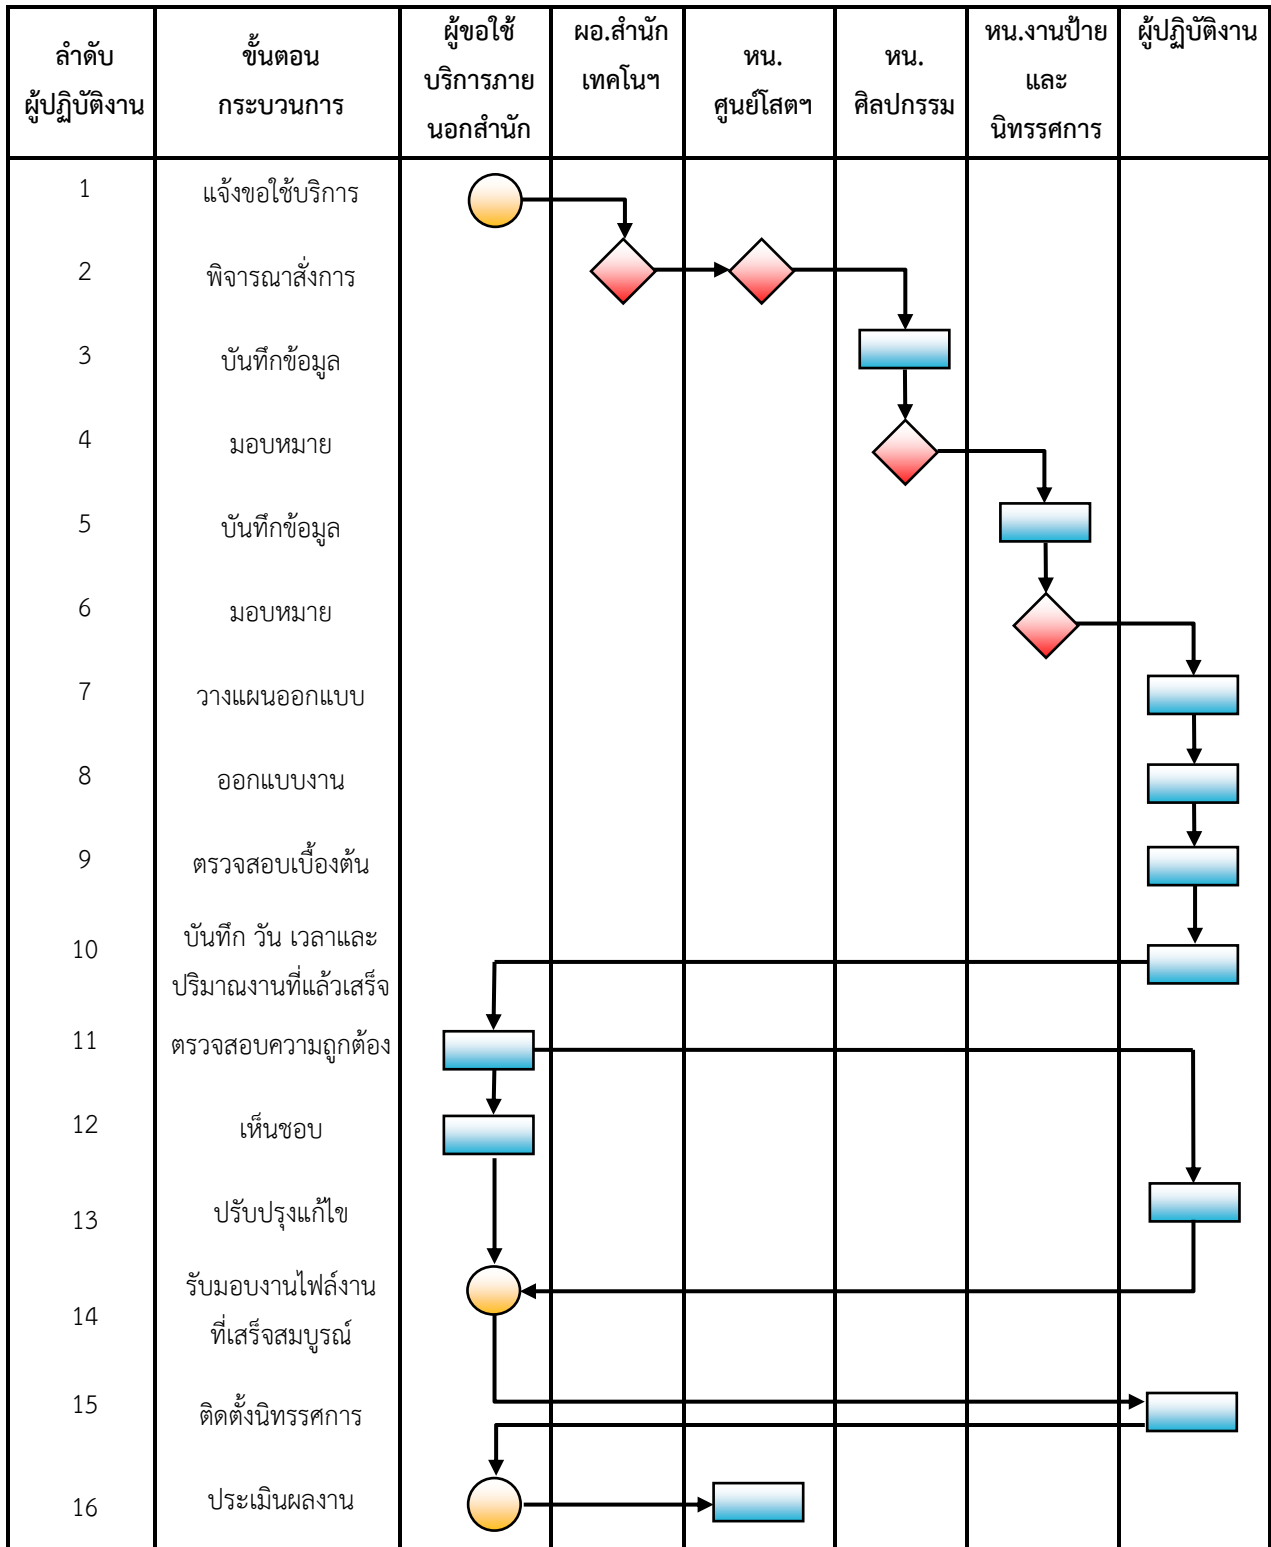 ลำดับ
ผู้ปฏิบัติงาน
ขั้นตอน
กระบวนการ
ผู้ขอใช้
บริการภาย
นอกสำนัก
ผอ.สำนัก
เทคโนฯ
หน.
ศูนย์โสตฯ
หน.
ศิลปกรรม
หน.งานป้าย
และ
นิทรรศการ
ผู้ปฏิบัติงาน
1
แจ้งขอใช้บริการ
2
พิจารณาสั่งการ
3
บันทึกข้อมูล
4
มอบหมาย
5
บันทึกข้อมูล
6
มอบหมาย
7
วางแผนออกแบบ
8
ออกแบบงาน
9
ตรวจสอบเบื้องต้น
10
บันทึก วัน เวลาและ
ปริมาณงานที่แล้วเสร็จ
11
ตรวจสอบความถูกต้อง
12
เห็นชอบ
13
ปรับปรุงแก้ไข
14
รับมอบงานไฟล์งาน
ที่เสร็จสมบูรณ์
15
ติดตั้งนิทรรศการ
16
ประเมินผลงาน